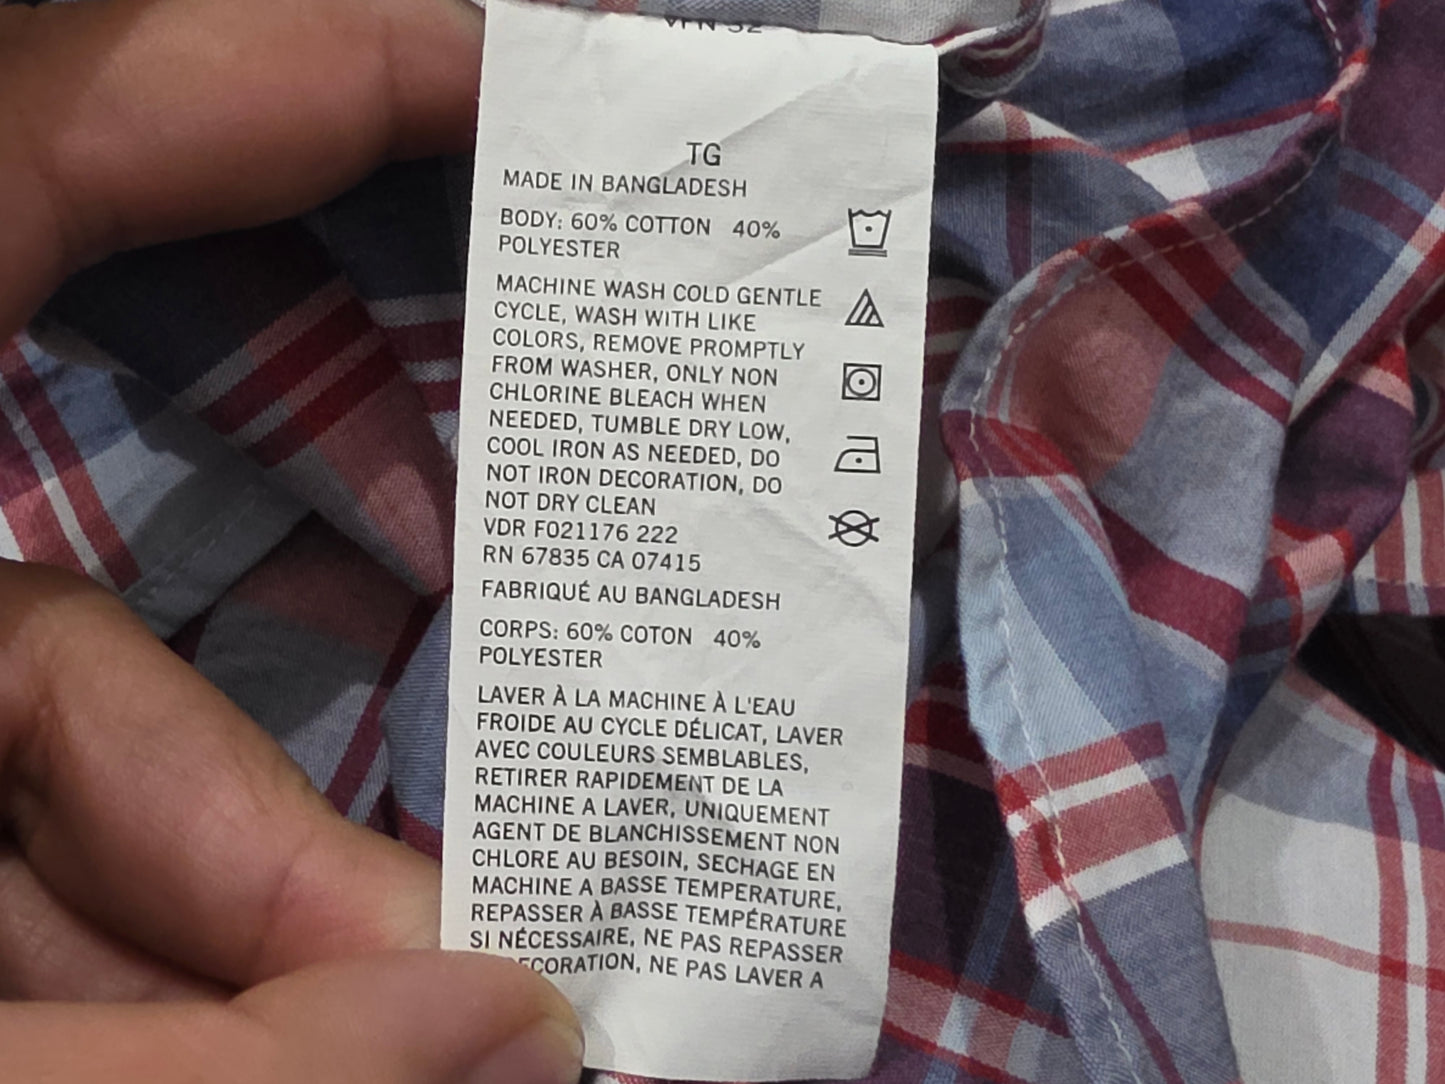 TG
MADE IN BANGLADESH
BODY: 60% COTTON 40%
POLYESTER
MACHINE WASH COLD GENTLE
CYCLE, WASH WITH LIKE
COLORS, REMOVE PROMPTLY
FROM WASHER, ONLY NON
CHLORINE BLEACH WHEN
NEEDED, TUMBLE DRY LOW,
COOL IRON AS NEEDED, DO
NOT IRON DECORATION, DO
NOT DRY CLEAN
VDR F021176 222
RN 67835 CA 07415
FABRIQUÉ AU BANGLADESH
CORPS: 60% COTON 40%
POLYESTER
LAVER À LA MACHINE À L'EAU
FROIDE AU CYCLE DÉLICAT, LAVER
AVEC COULEURS SEMBLABLES,
RETIRER RAPIDEMENT DE LA
MACHINE A LAVER, UNIQUEMENT
AGENT DE BLANCHISSEMENT NON
CHLORE AU BESOIN, SECHAGE EN
MACHINE A BASSE TEMPERATURE,
REPASSER À BASSE TEMPÉRATURE
SI NÉCESSAIRE, NE PAS REPASSER
ECORATION, NE PAS LAVER A